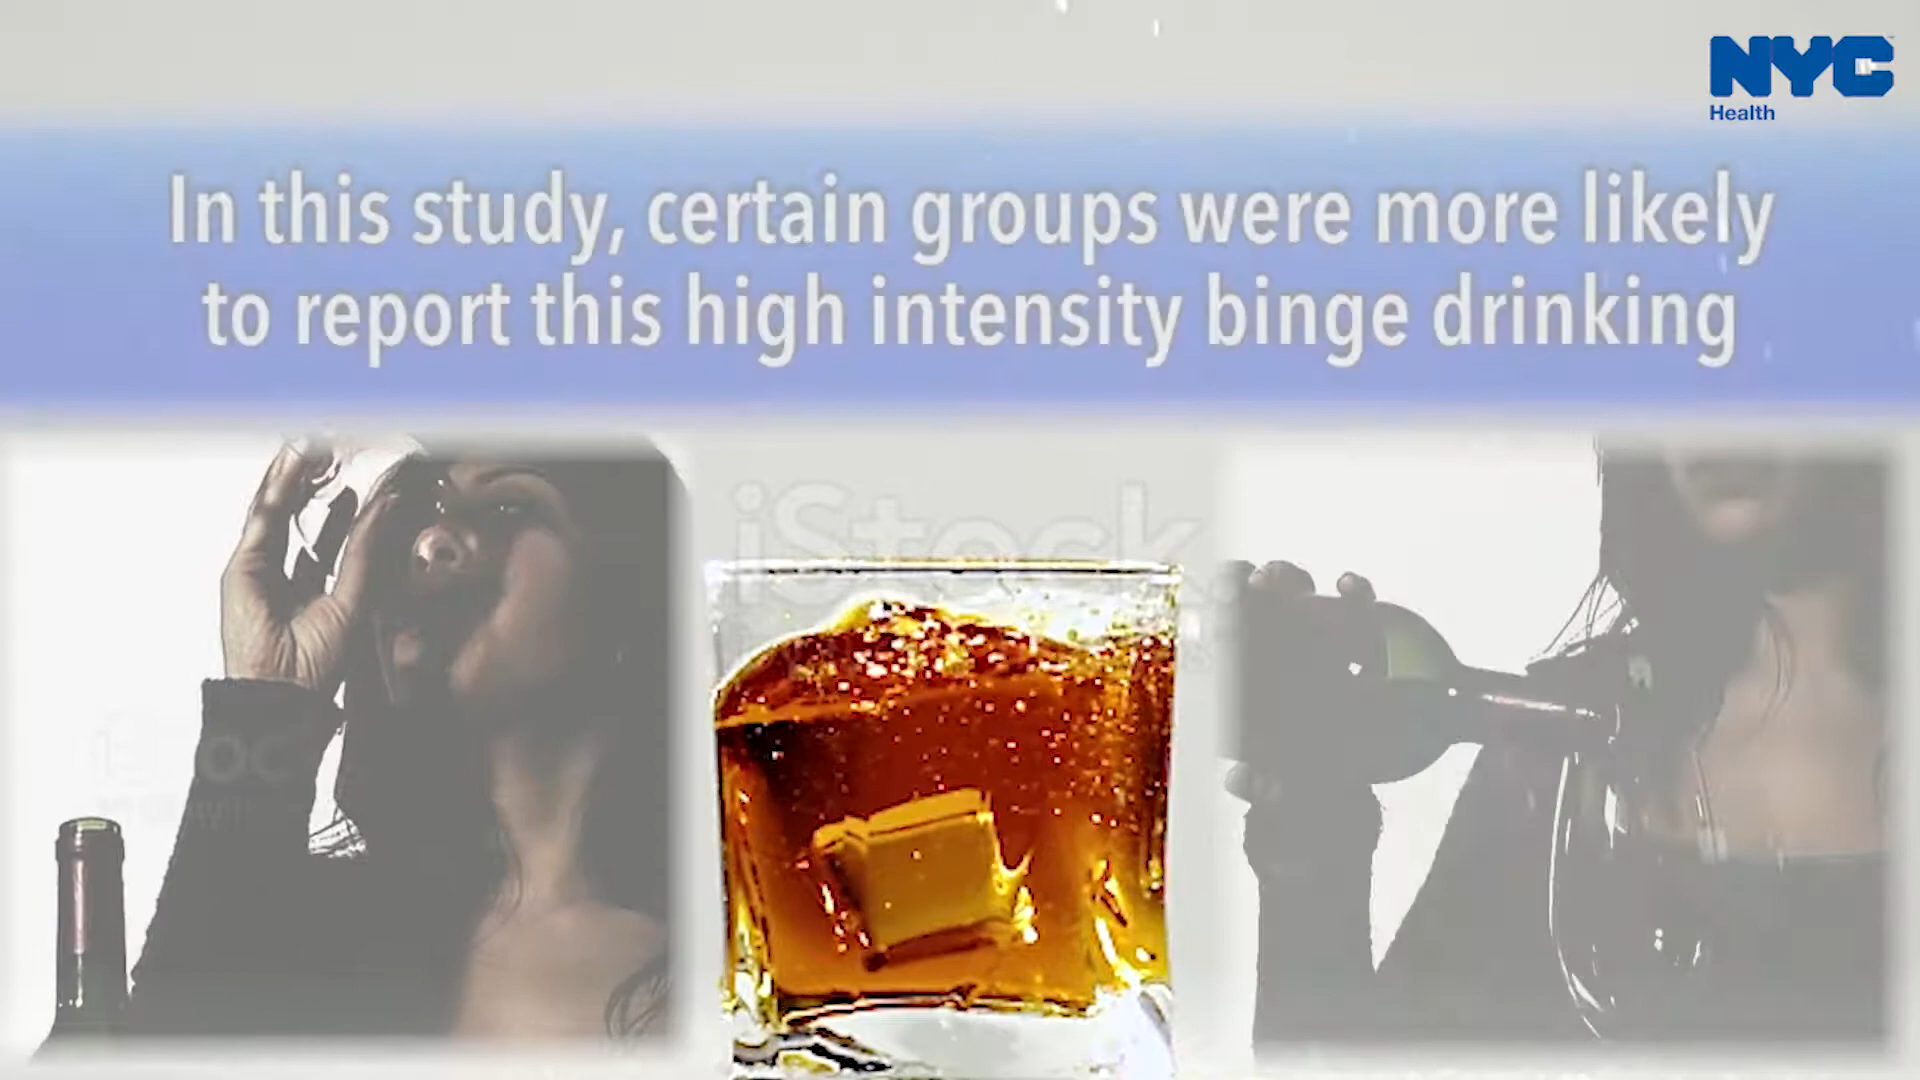 NYC
Health
In this study, certain groups were more likely
to report this high intensity binge drinking
iStock